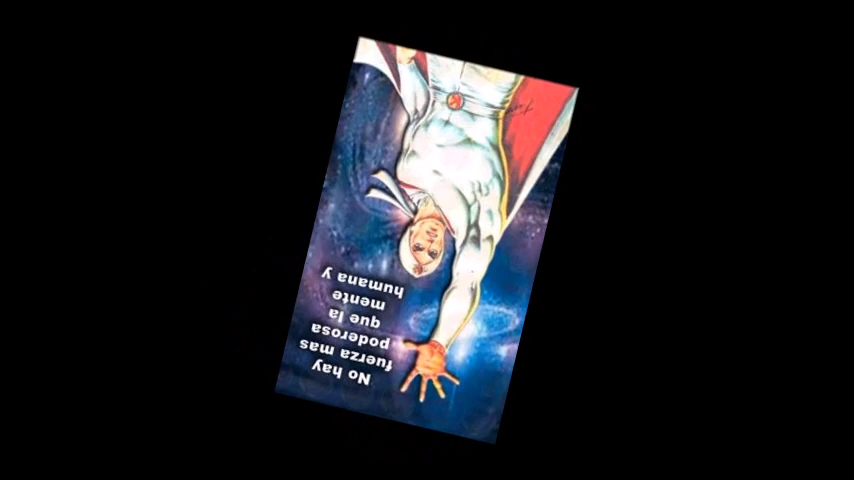 No hay
fuerza mas
poderosa
que la
mente
humana y